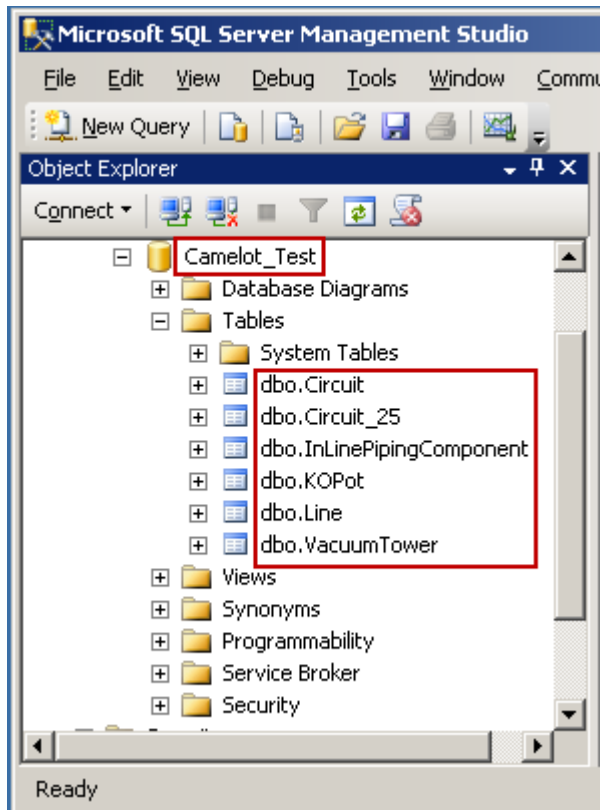 Microsoft SQL Server Management Studio
File Edit View Debug Tools Window Commu
New Query
Object Explorer
Connect
Camelot_Test
Database Diagrams
Tables
System Tables
dbo.Circuit
dbo.Circuit_25
dbo.InLinePipingComponent
dbo.KOPot
dbo.Line
dbo.VacuumTower
Views
Synonyms
Programmability
Service Broker
Security
Ready